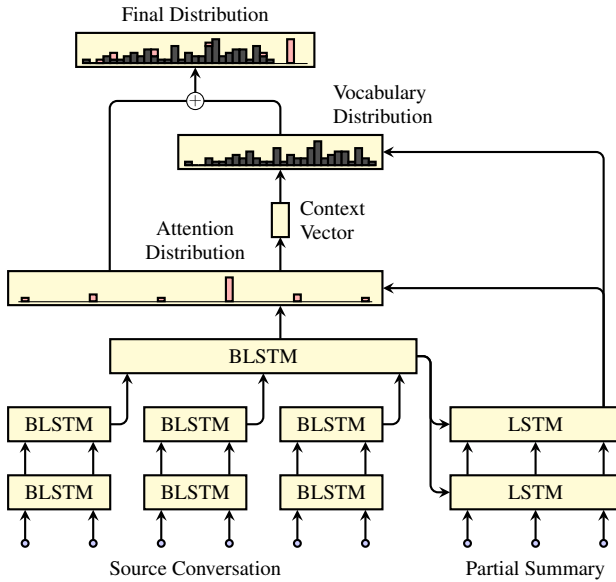 Final Distribution
Vocabulary
Distribution
Context
Vector
Attention
Distribution
BLSTM
BLSTM BLSTM BLSTM LSTM
BLSTM BLSTM BLSTM LSTM
Source Conversation Partial Summary